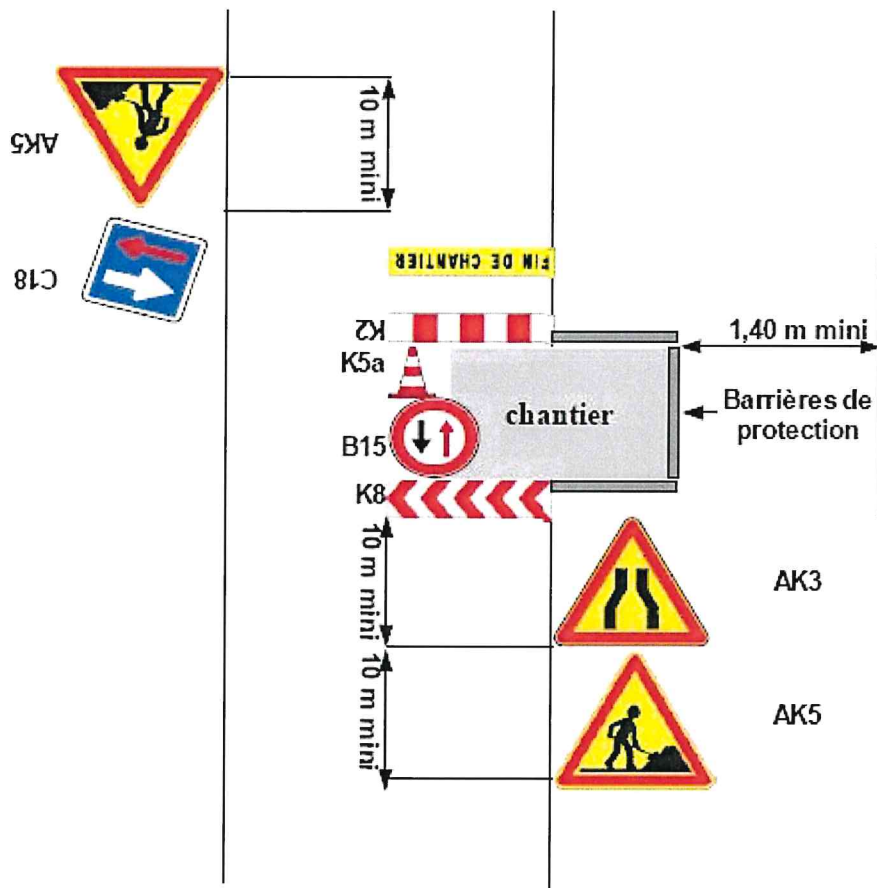 10 m mini
AK5
C18
FIN DE CHANTIER
K2
1,40 m mini
K5a
chantier
Barrières de
protection
B15
K8
10 m mini
AK3
10 m mini
AK5